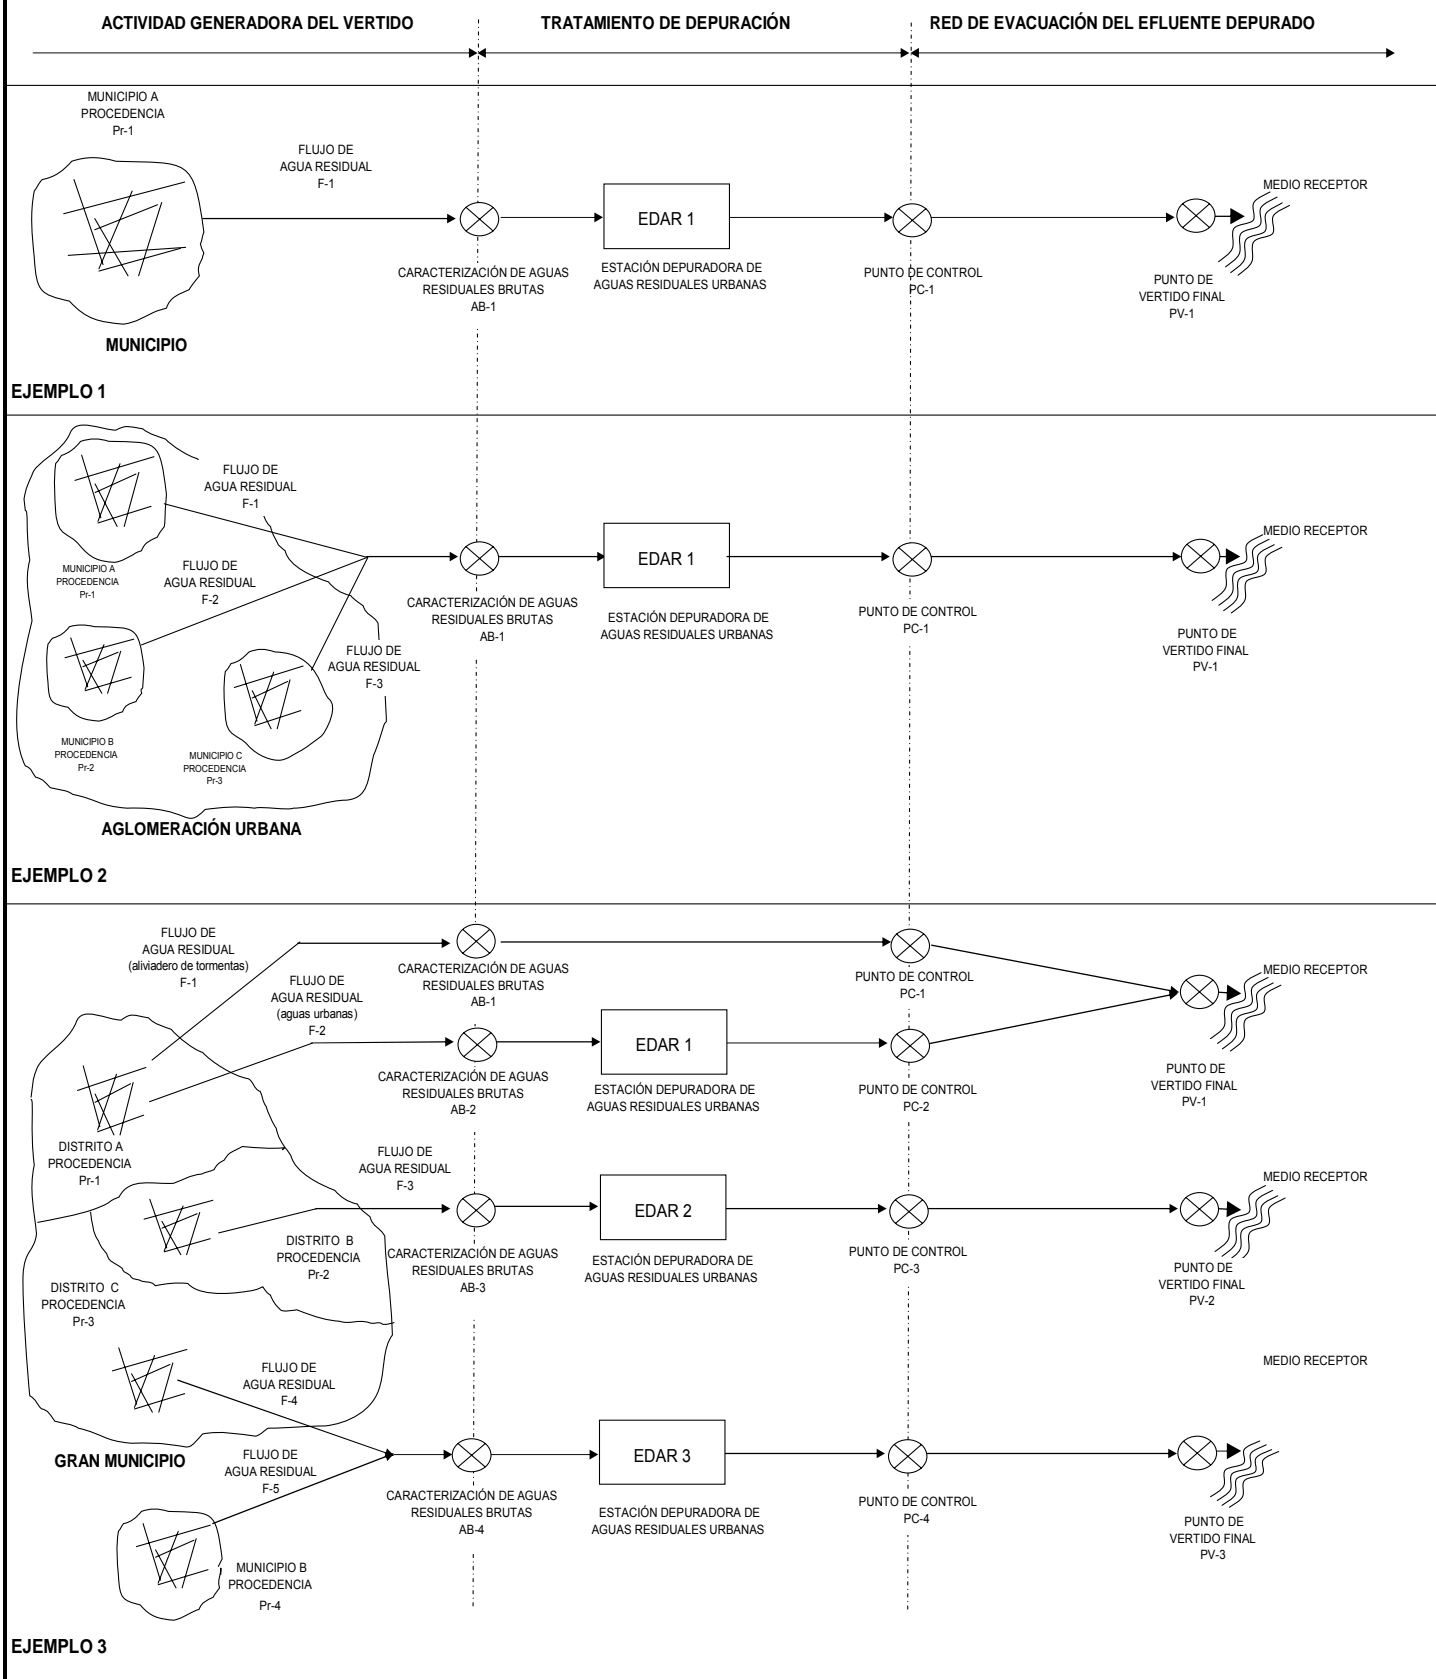 ACTIVIDAD GENERADORA DEL VERTIDO
TRATAMIENTO DE DEPURACIÓN
RED DE EVACUACIÓN DEL EFLUENTE DEPURADO
MUNICIPIO A
PROCEDENCIA
Pr-1
FLUJO DE
AGUA RESIDUAL
F-1
EDAR 1
MEDIO RECEPTOR
CARACTERIZACIÓN DE AGUAS
RESIDUALES BRUTAS
AB-1
ESTACIÓN DEPURADORA DE
AGUAS RESIDUALES URBANAS
PUNTO DE CONTROL
PC-1
PUNTO DE
VERTIDO FINAL
PV-1
MUNICIPIO
EJEMPLO 1
FLUJO DE
AGUA RESIDUAL
F-1
MUNICIPIO A
PROCEDENCIA
Pr-1
FLUJO DE
AGUA RESIDUAL
F-2
EDAR 1
MEDIO RECEPTOR
CARACTERIZACIÓN DE AGUAS
RESIDUALES BRUTAS
AB-1
ESTACIÓN DEPURADORA DE
AGUAS RESIDUALES URBANAS
PUNTO DE CONTROL
PC-1
PUNTO DE
VERTIDO FINAL
PV-1
FLUJO DE
AGUA RESIDUAL
F-3
MUNICIPIO B
PROCEDENCIA
Pr-2
MUNICIPIO C
PROCEDENCIA
Pr-3
AGLOMERACIÓN URBANA
EJEMPLO 2
FLUJO DE
AGUA RESIDUAL
(aliviadero de tormentas)
F-1
CARACTERIZACIÓN DE AGUAS
RESIDUALES BRUTAS
AB-1
PUNTO DE CONTROL
PC-1
MEDIO RECEPTOR
FLUJO DE
AGUA RESIDUAL
(aguas urbanas)
F-2
EDAR 1
CARACTERIZACIÓN DE AGUAS
RESIDUALES BRUTAS
AB-2
ESTACIÓN DEPURADORA DE
AGUAS RESIDUALES URBANAS
PUNTO DE CONTROL
PC-2
PUNTO DE
VERTIDO FINAL
PV-1
DISTRITO A
PROCEDENCIA
Pr-1
FLUJO DE
AGUA RESIDUAL
F-3
EDAR 2
MEDIO RECEPTOR
DISTRITO B
PROCEDENCIA
Pr-2
CARACTERIZACIÓN DE AGUAS
RESIDUALES BRUTAS
AB-3
ESTACIÓN DEPURADORA DE
AGUAS RESIDUALES URBANAS
PUNTO DE CONTROL
PC-3
PUNTO DE
VERTIDO FINAL
PV-2
DISTRITO C
PROCEDENCIA
Pr-3
MEDIO RECEPTOR
FLUJO DE
AGUA RESIDUAL
F-4
GRAN MUNICIPIO
FLUJO DE
AGUA RESIDUAL
F-5
EDAR 3
CARACTERIZACIÓN DE AGUAS
RESIDUALES BRUTAS
AB-4
ESTACIÓN DEPURADORA DE
AGUAS RESIDUALES URBANAS
PUNTO DE CONTROL
PC-4
PUNTO DE
VERTIDO FINAL
PV-3
MUNICIPIO B
PROCEDENCIA
Pr-4
EJEMPLO 3